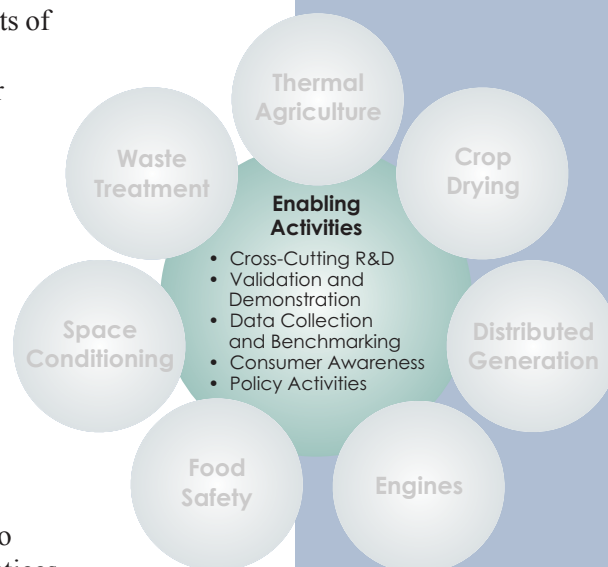 ts of
r
Thermal
Agriculture
Waste
Treatment
Crop
Drying
Enabling
Activities
• Cross-Cutting R&D
• Validation and
Demonstration
• Data Collection
and Benchmarking
• Consumer Awareness
• Policy Activities
Space
Conditioning
Distributed
Generation
Food
Safety
Engines
o